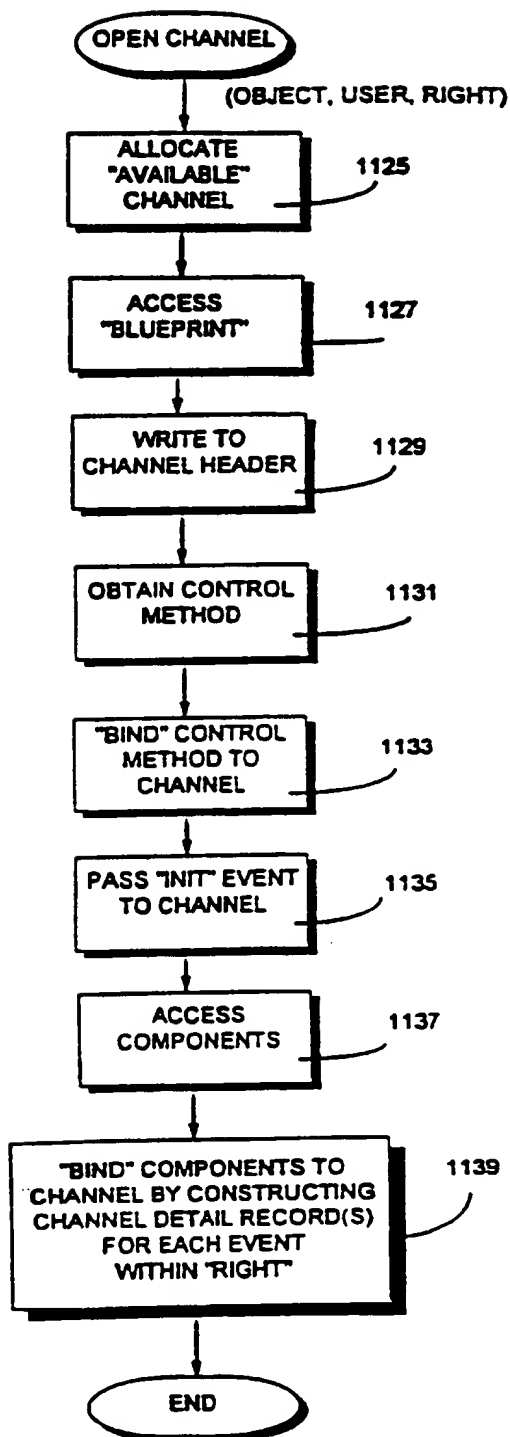 OPEN CHANNEL
(OBJECT, USER, RIGHT)
ALLOCATE
"AVAILABLE"
CHANNEL
1125
ACCESS
"BLUEPRINT"
1127
WRITE TO
CHANNEL HEADER
1129
OBTAIN CONTROL
METHOD
1131
"BIND" CONTROL
METHOD TO
CHANNEL
1133
PASS "INIT" EVENT
TO CHANNEL
1135
ACCESS
COMPONENTS
1137
"BIND" COMPONENTS TO
CHANNEL BY CONSTRUCTING
CHANNEL DETAIL RECORD(S)
FOR EACH EVENT
WITHIN "RIGHT"
1139
END